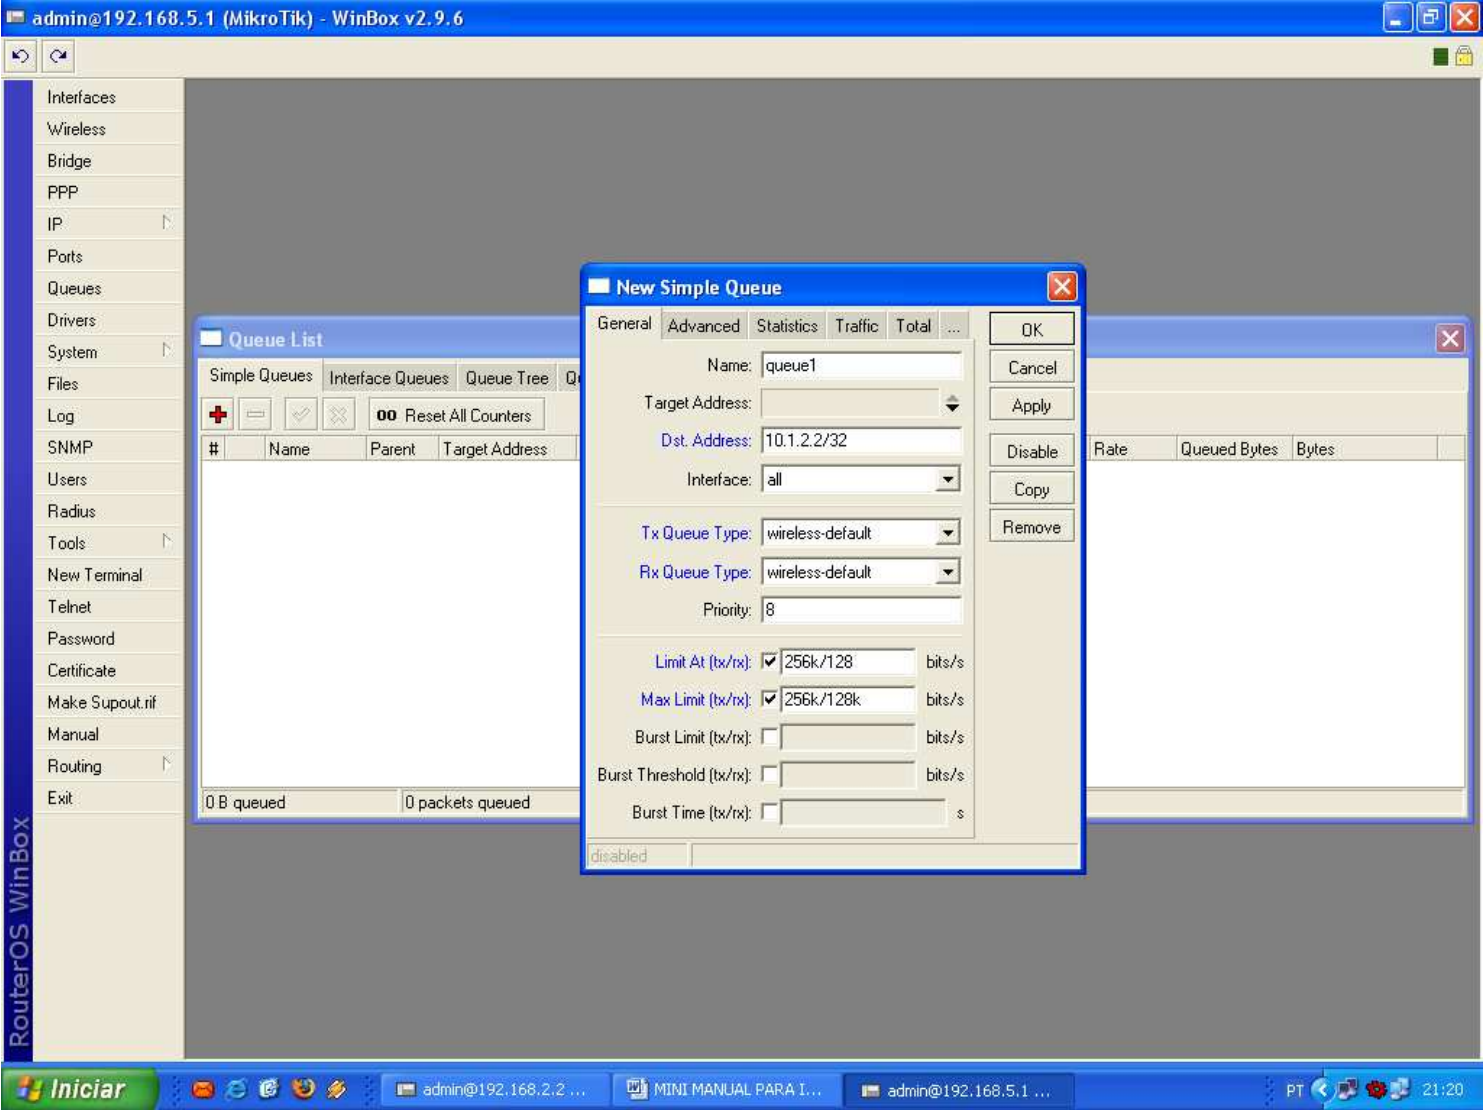 admin@192.168.5.1 (MikroTik) - WinBox v2.9.6
Interfaces
Wireless
Bridge
PPP
IP
Ports
Queues
Drivers
System
Files
Log
SNMP
Users
Radius
Tools
New Terminal
Telnet
Password
Certificate
Make Supout.rif
Manual
Routing
Exit
RouterOS WinBox
Queue List
Simple Queues Interface Queues Queue Tree
00 Reset All Counters
# Name Parent Target Address Rate Queued Bytes Bytes
0 B queued 0 packets queued
New Simple Queue
General Advanced Statistics Traffic Total ...
Name: queue1
Target Address:
Dst. Address: 10.1.2.2/32
Interface: all
Tx Queue Type: wireless-default
Rx Queue Type: wireless-default
Priority: 8
Limit At (tx/rx): 256k/128 bits/s
Max Limit (tx/rx): 256k/128k bits/s
Burst Limit (tx/rx): bits/s
Burst Threshold (tx/rx): bits/s
Burst Time (tx/rx): s
disabled
OK
Cancel
Apply
Disable
Copy
Remove
Iniciar admin@192.168.2.2 ... MINI MANUAL PARA I... admin@192.168.5.1 ... PT 21:20